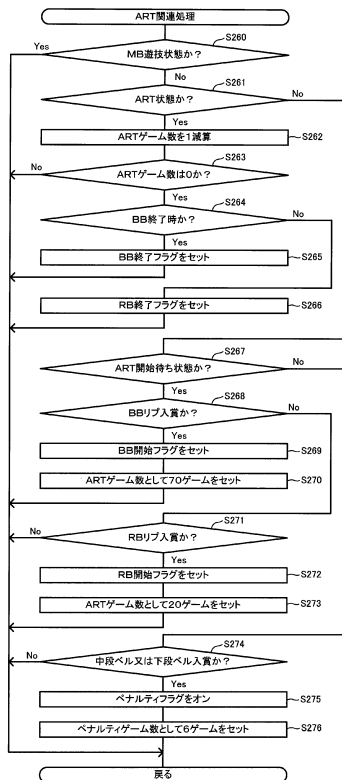 ART関連処理
S260
MB遊技状態か?
Yes
No
S261
ART状態か?
No
Yes
ARTゲーム数を1減算
S262
S263
ARTゲーム数は0か?
No
Yes
S264
BB終了時か?
No
Yes
BB終了フラグをセット
S265
RB終了フラグをセット
S266
S267
ART開始待ち状態か?
No
Yes
S268
BBリプ入賞か?
No
Yes
BB開始フラグをセット
S269
ARTゲーム数として70ゲームをセット
S270
S271
RBリプ入賞か?
No
Yes
RB開始フラグをセット
S272
ARTゲーム数として20ゲームをセット
S273
S274
中段ベル又は下段ベル入賞か?
No
Yes
ペナルティフラグをオン
S275
ペナルティゲーム数として6ゲームをセット
S276
戻る